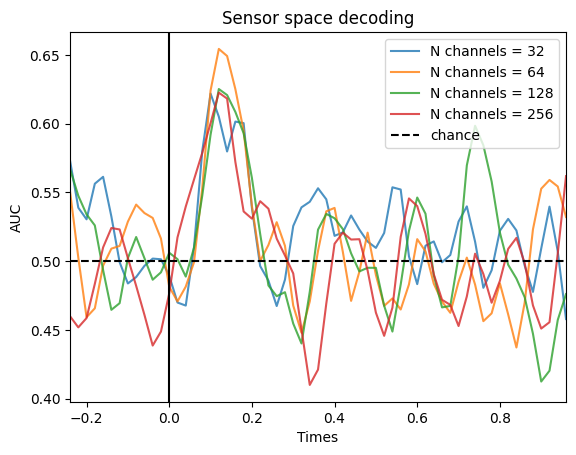 Sensor space decoding
N channels = 32
N channels = 64
N channels = 128
N channels = 256
chance
AUC
0.65
0.60
0.55
0.50
0.45
0.40
−0.2
0.0
0.2
0.4
0.6
0.8
Times